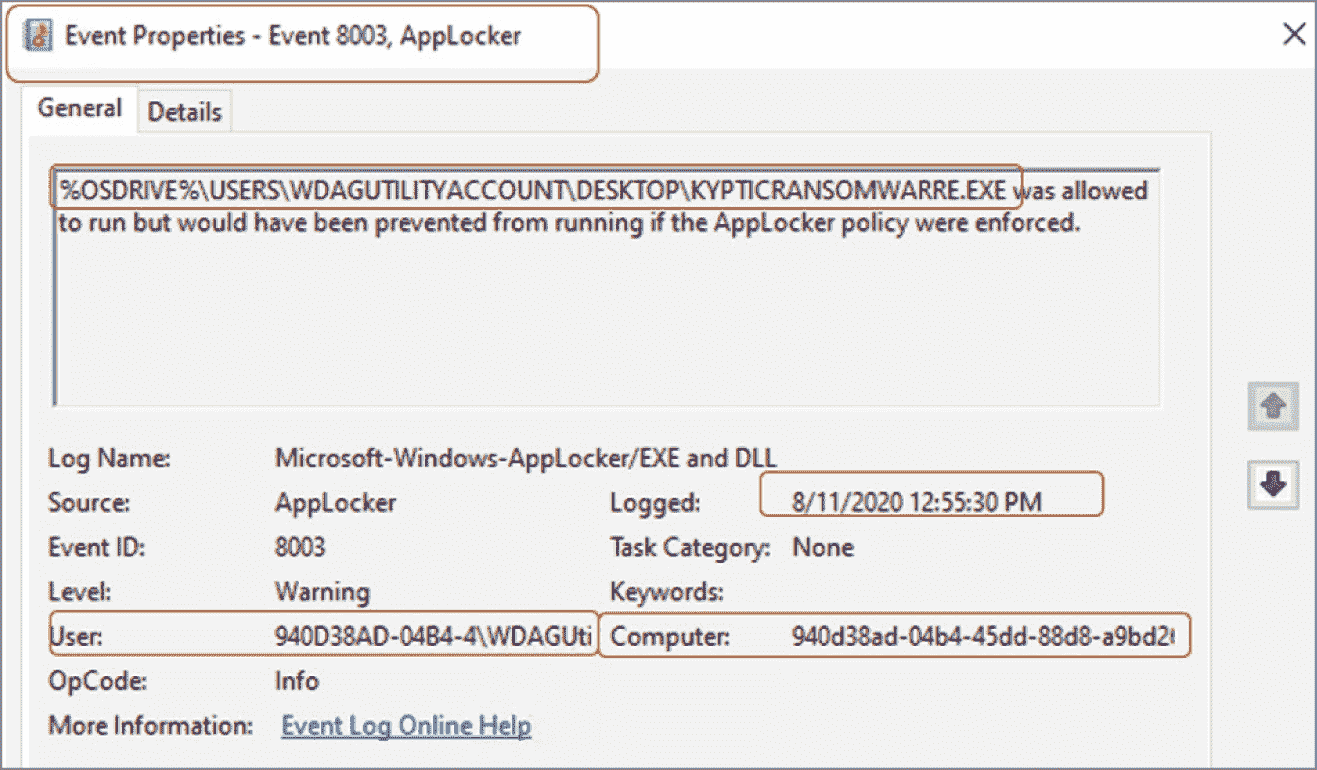 Event Properties - Event 8003, AppLocker
General Details
%OSDRIVE%\USERS\WDAGUTILITYACCOUNT\DESKTOP\KYPTICRANSOMWARRE.EXE was allowed
to run but would have been prevented from running if the AppLocker policy were enforced.
Log Name: Microsoft-Windows-AppLocker/EXE and DLL
Source: AppLocker Logged: 8/11/2020 12:55:30 PM
Event ID: 8003 Task Category: None
Level: Warning Keywords:
User: 940D38AD-04B4-4\WDAGUti Computer: 940d38ad-04b4-45dd-88d8-a9bd2
OpCode: Info
More Information: Event Log Online Help